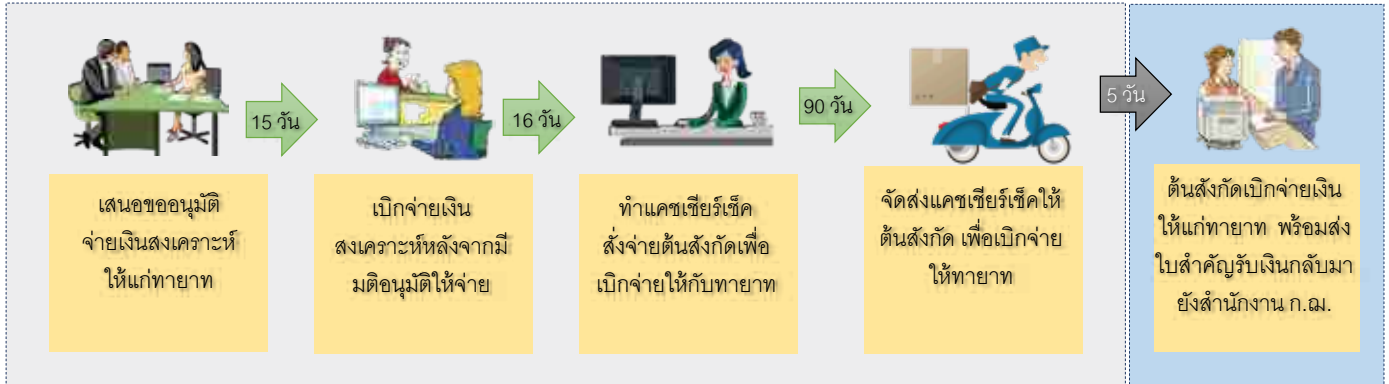 15 วัน
16 วัน
90 วัน
5 วัน
เสนอขออนุมัติ
จ่ายเงินสงเคราะห์
ให้แก่ทายาท
เบิกจ่ายเงิน
สงเคราะห์หลังจากมี
มติอนุมัติให้จ่าย
ทำแคชเชียร์เช็ค
สั่งจ่ายต้นสังกัดเพื่อ
เบิกจ่ายให้กับทายาท
จัดส่งแคชเชียร์เช็คให้
ต้นสังกัด เพื่อเบิกจ่าย
ให้ทายาท
ต้นสังกัดเบิกจ่ายเงิน
ให้แก่ทายาท พร้อมส่ง
ใบสำคัญรับเงินกลับมา
ยังสำนักงาน ก.ฌ.